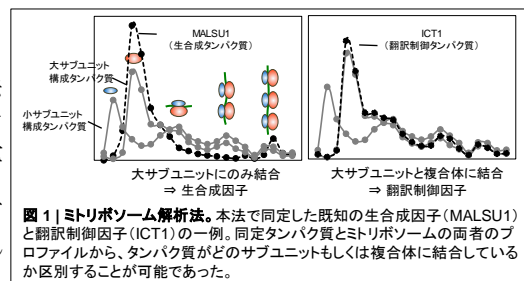 MALSU1
(生合成タンパク質)
大サブユニット
構成タンパク質
小サブユニット
構成タンパク質
大サブユニットにのみ結合
⇒ 生合成因子
ICT1
(翻訳制御タンパク質)
大サブユニットと複合体に結合
⇒ 翻訳制御因子
図 1 | ミトリボソーム解析法。本法で同定した既知の生合成因子(MALSU1)
と翻訳制御因子(ICT1)の一例。同定タンパク質とミトリボソームの両者のプ
ロファイルから、タンパク質がどのサブユニットもしくは複合体に結合している
か区別することが可能であった。